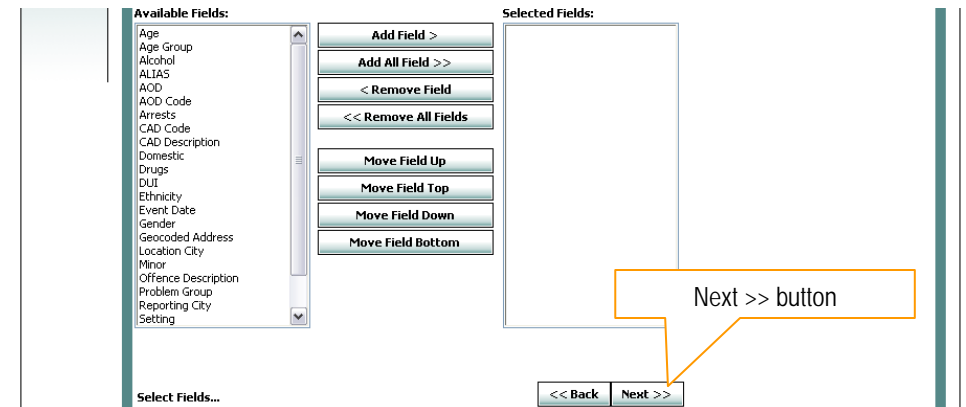 Available Fields:
Selected Fields:
Age
Age Group
Alcohol
ALIAS
AOD
AOD Code
Arrests
CAD Code
CAD Description
Domestic
Drugs
DUI
Ethnicity
Event Date
Gender
Geocoded Address
Location City
Minor
Offence Description
Problem Group
Reporting City
Setting
Add Field >
Add All Field >>
< Remove Field
<< Remove All Fields
Move Field Up
Move Field Top
Move Field Down
Move Field Bottom
Next >> button
Select Fields...
<< Back
Next >>